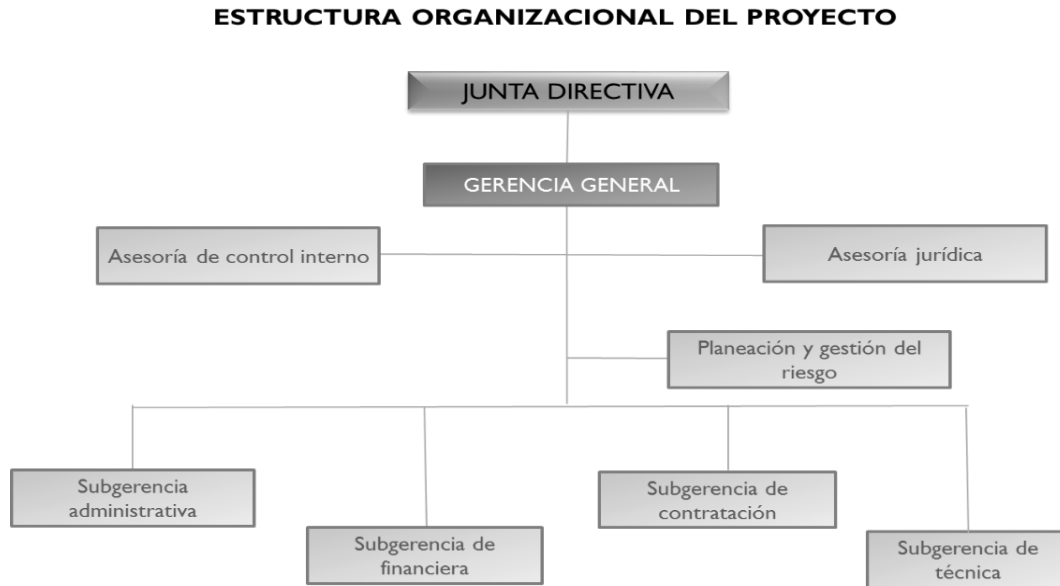 ESTRUCTURA ORGANIZACIONAL DEL PROYECTO
JUNTA DIRECTIVA
GERENCIA GENERAL
Asesoría de control interno
Asesoría jurídica
Planeación y gestión del
riesgo
Subgerencia
administrativa
Subgerencia de
financiera
Subgerencia de
contratación
Subgerencia de
técnica